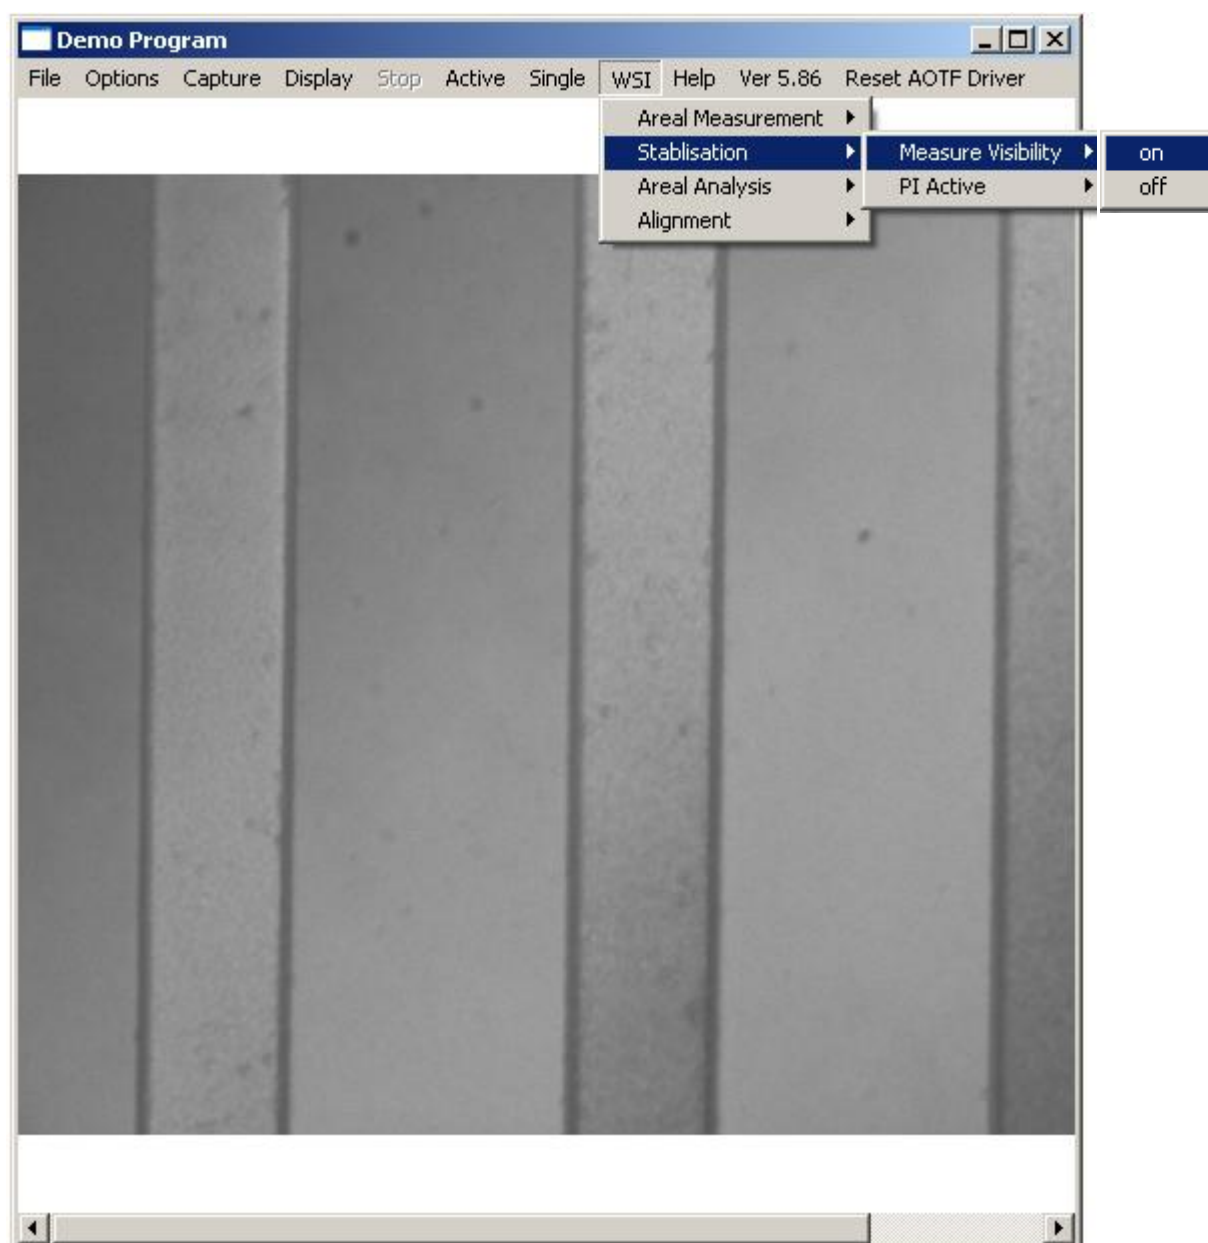 Demo Program
File Options Capture Display Stop Active Single WSI Help Ver 5.86 Reset AOTF Driver
Areal Measurement
Stablisation
Areal Analysis
Alignment
Measure Visibility
PI Active
on
off